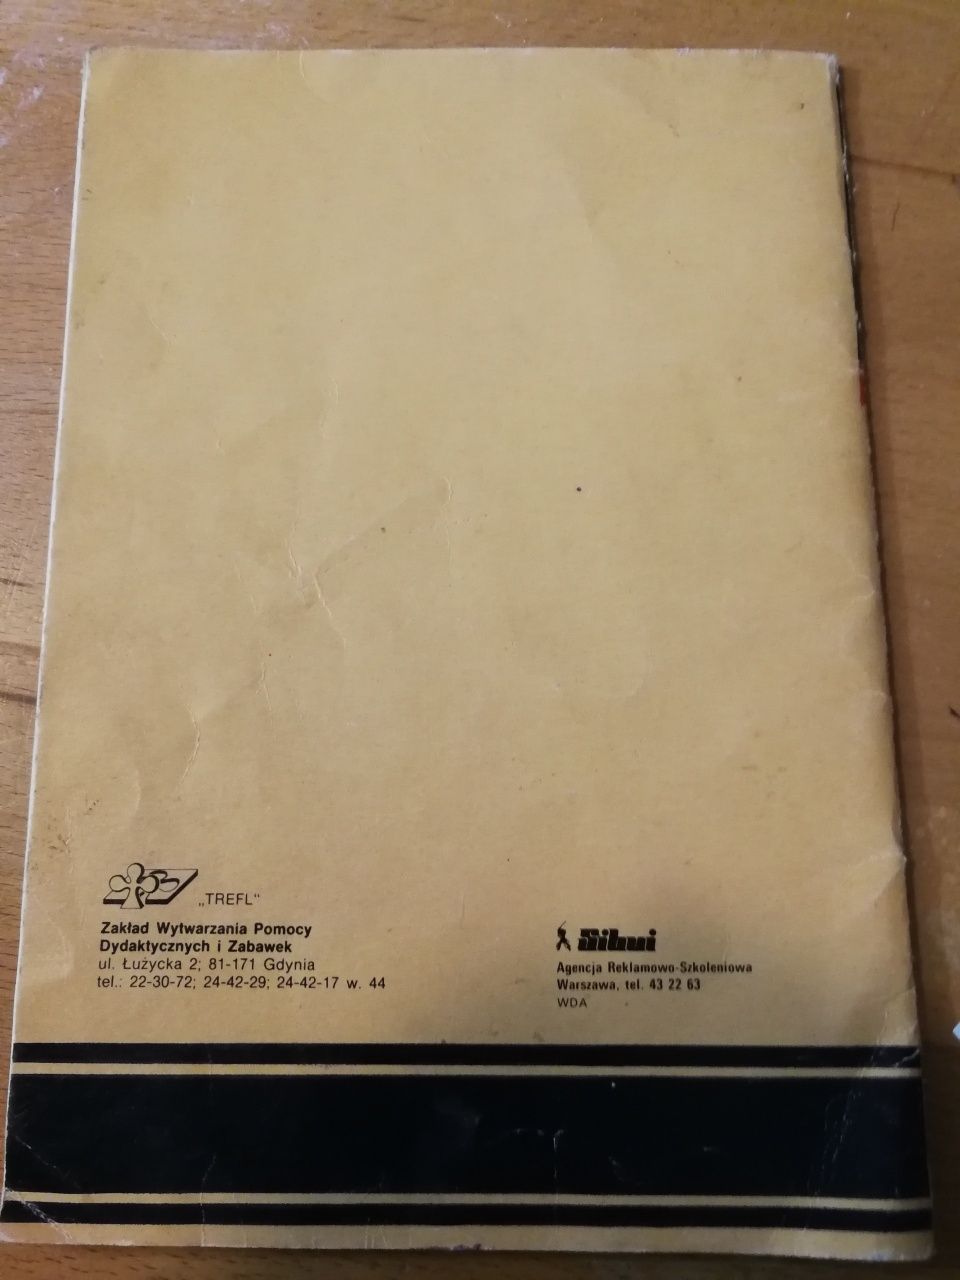 „TREFL"
Zakład Wytwarzania Pomocy
Dydaktycznych i Zabawek
ul. Łużycka 2; 81-171 Gdynia
tel.: 22-30-72; 24-42-29; 24-42-17 w. 44
Sibui
Agencja Reklamowo-Szkoleniowa
Warszawa, tel. 43 22 63
WDA